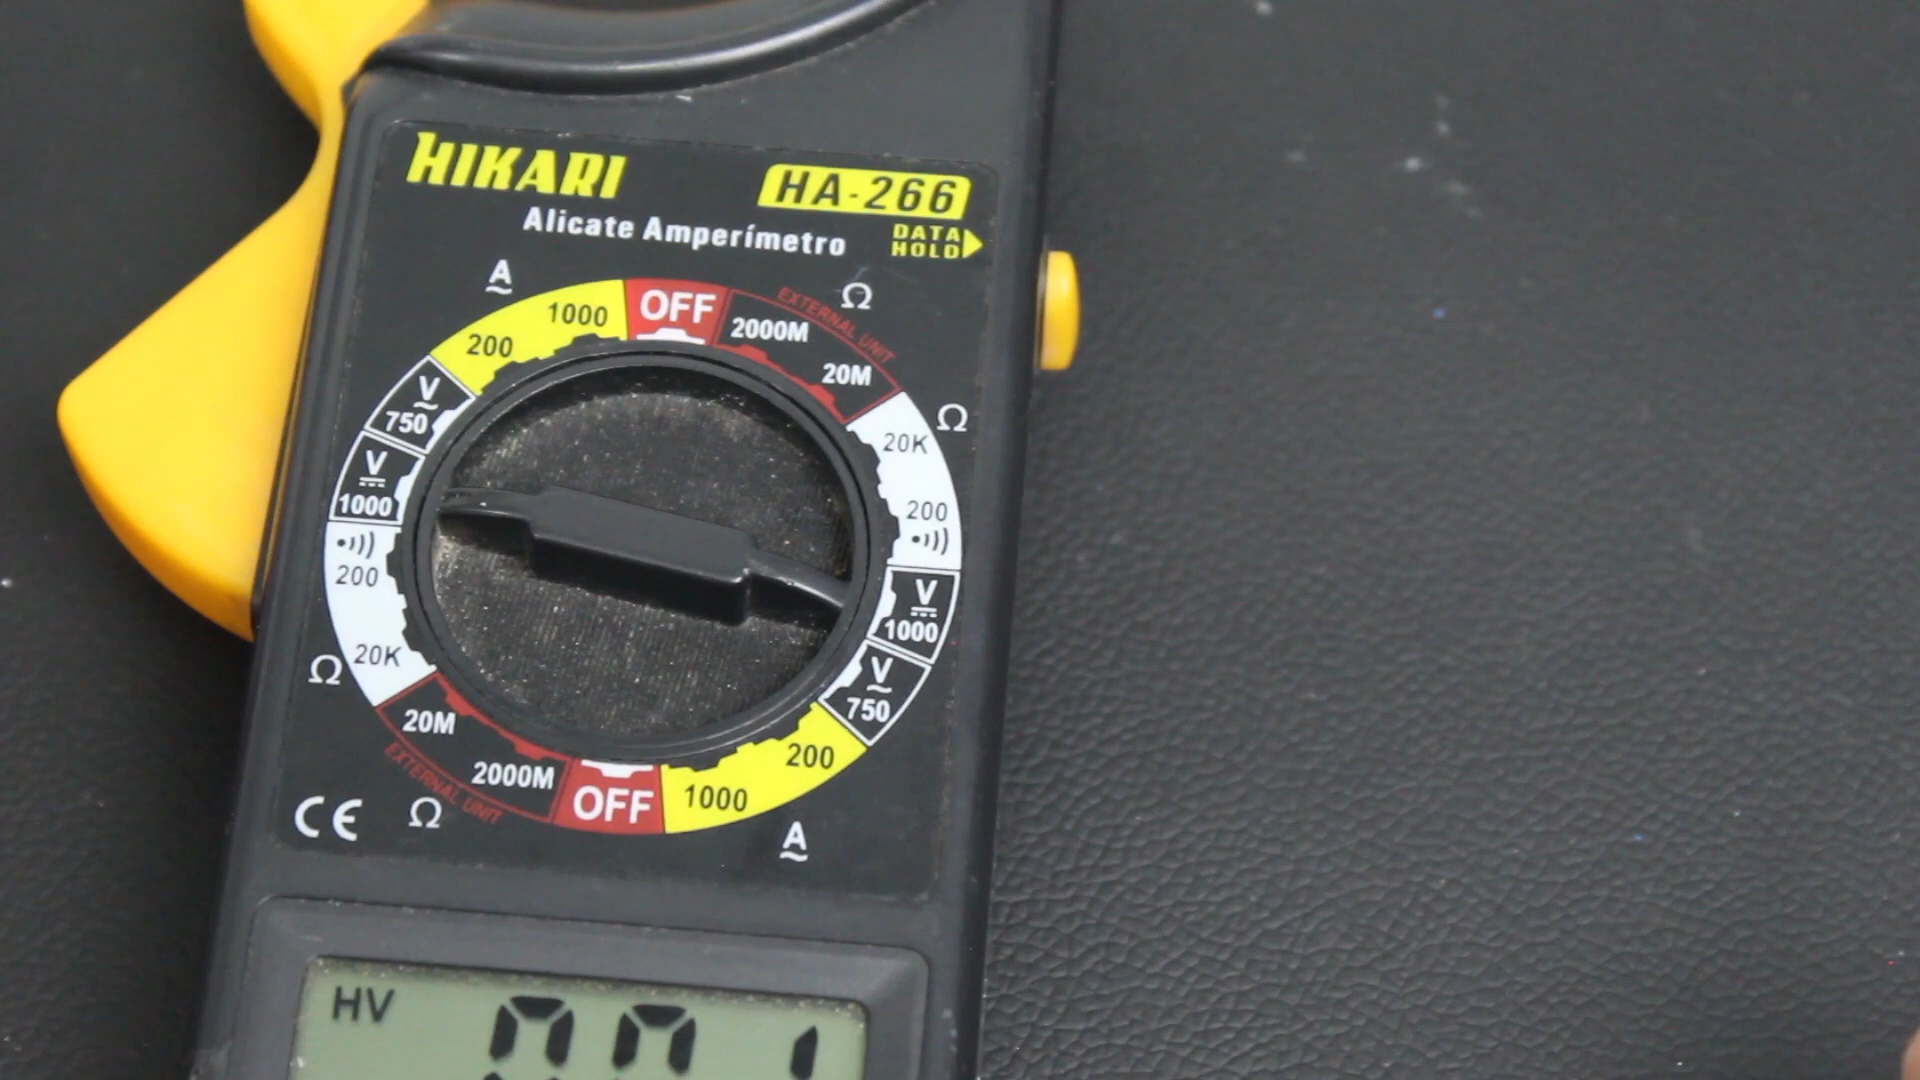 HIKARI
HA-266
Alicate Amperímetro
DATA
HOLD
A
Ω
1000
OFF
EXTERNAL UNIT
2000M
200
20M
V
750
Ω
20K
V
1000
200
200
V
1000
20K
Ω
V
750
20M
200
EXTERNAL UNIT
2000M
OFF
1000
CE
Ω
A
HV
001